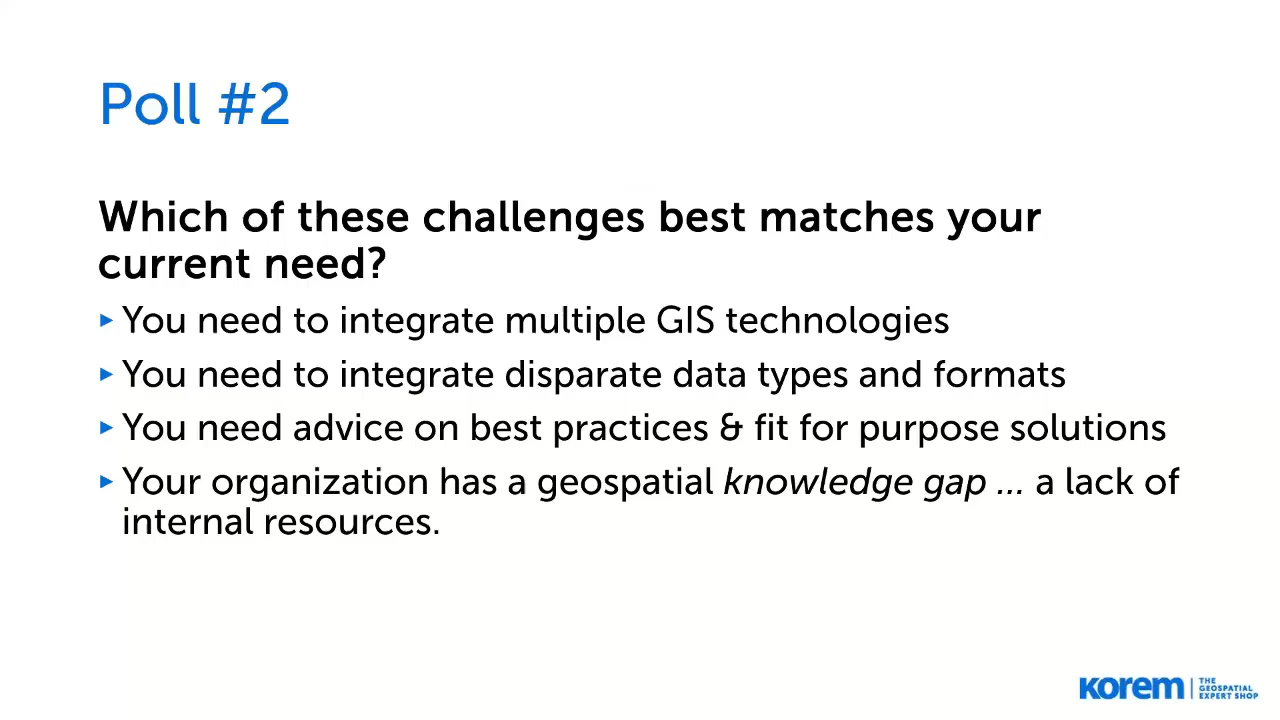 Poll #2
Which of these challenges best matches your
current need?
▸ You need to integrate multiple GIS technologies
▸ You need to integrate disparate data types and formats
▸ You need advice on best practices & fit for purpose solutions
▸ Your organization has a geospatial knowledge gap ... a lack of
internal resources.
korem
THE
GEOSPATIAL
EXPERT SHOP